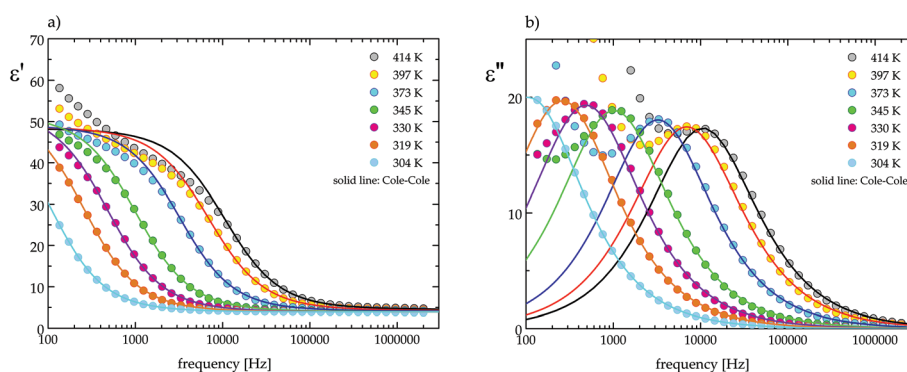 a)
70
60
50
40
30
20
10
0
ε'
414 K
397 K
373 K
345 K
330 K
319 K
304 K
solid line: Cole-Cole
100 1000 10000 100000 1000000
frequency [Hz]
b)
20
10
0
ε"
414 K
397 K
373 K
345 K
330 K
319 K
304 K
solid line: Cole-Cole
100 1000 10000 100000 1000000
frequency [Hz]